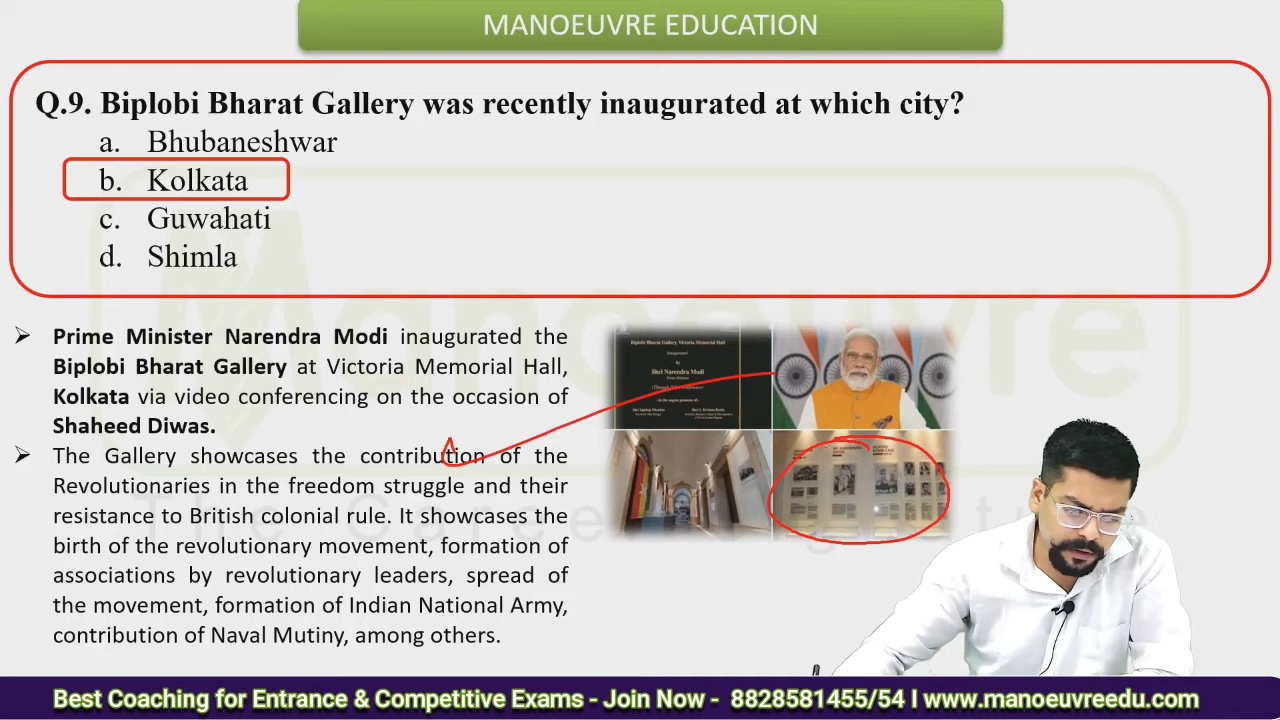 MANOEUVRE EDUCATION
Q.9. Biplobi Bharat Gallery was recently inaugurated at which city?
a. Bhubaneshwar
b. Kolkata
c. Guwahati
d. Shimla
➢ Prime Minister Narendra Modi inaugurated the
Biplobi Bharat Gallery at Victoria Memorial Hall,
Kolkata via video conferencing on the occasion of
Shaheed Diwas.
➢ The Gallery showcases the contribution of the
Revolutionaries in the freedom struggle and their
resistance to British colonial rule. It showcases the
birth of the revolutionary movement, formation of
associations by revolutionary leaders, spread of
the movement, formation of Indian National Army,
contribution of Naval Mutiny, among others.
Biplobi Bharat Gallery, Victoria Memorial Hall
Inaugurated
by
Shri Narendra Modi
Prime Minister
Manoeuvre
Best Coaching for Entrance & Competitive Exams - Join Now - 8828581455/54 I www.manoeuvreedu.com